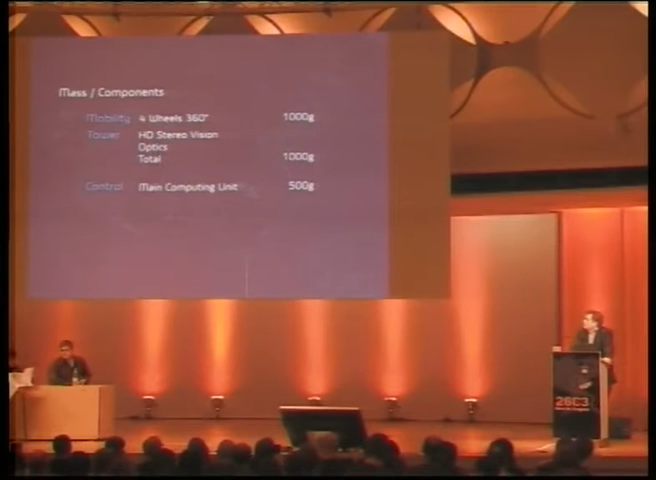 Mass / Components
Mobility 4 Wheels 360° 1000g
Tower HD Stereo Vision
Optics
Total 1000g
Control Main Computing Unit 500g
26C3